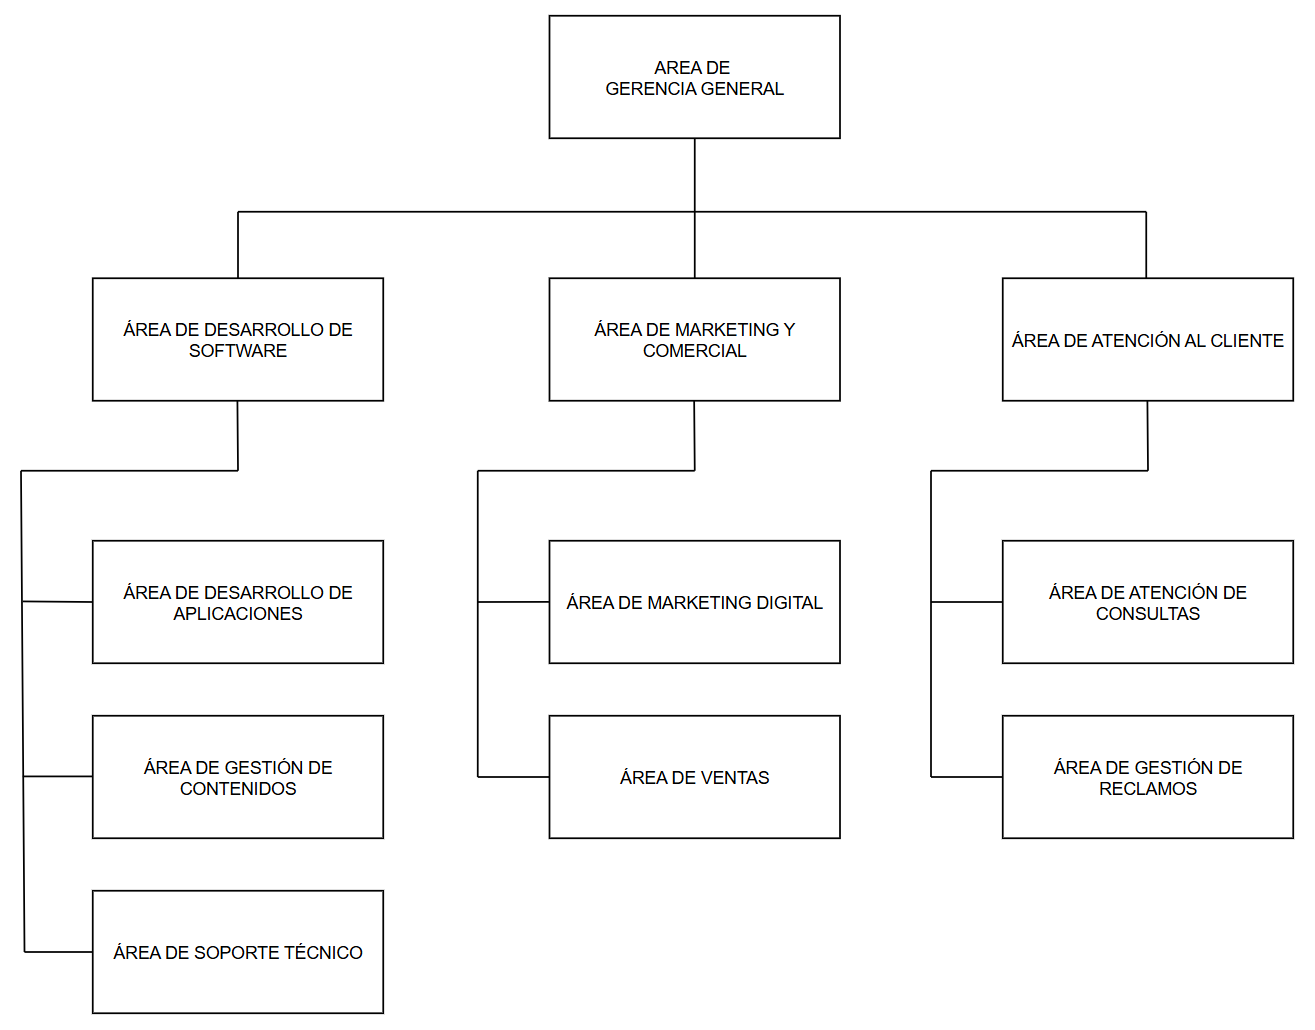 AREA DE
GERENCIA GENERAL
ÁREA DE DESARROLLO DE
SOFTWARE
ÁREA DE MARKETING Y
COMERCIAL
ÁREA DE ATENCIÓN AL CLIENTE
ÁREA DE DESARROLLO DE
APLICACIONES
ÁREA DE MARKETING DIGITAL
ÁREA DE ATENCIÓN DE
CONSULTAS
ÁREA DE GESTIÓN DE
CONTENIDOS
ÁREA DE VENTAS
ÁREA DE GESTIÓN DE
RECLAMOS
ÁREA DE SOPORTE TÉCNICO